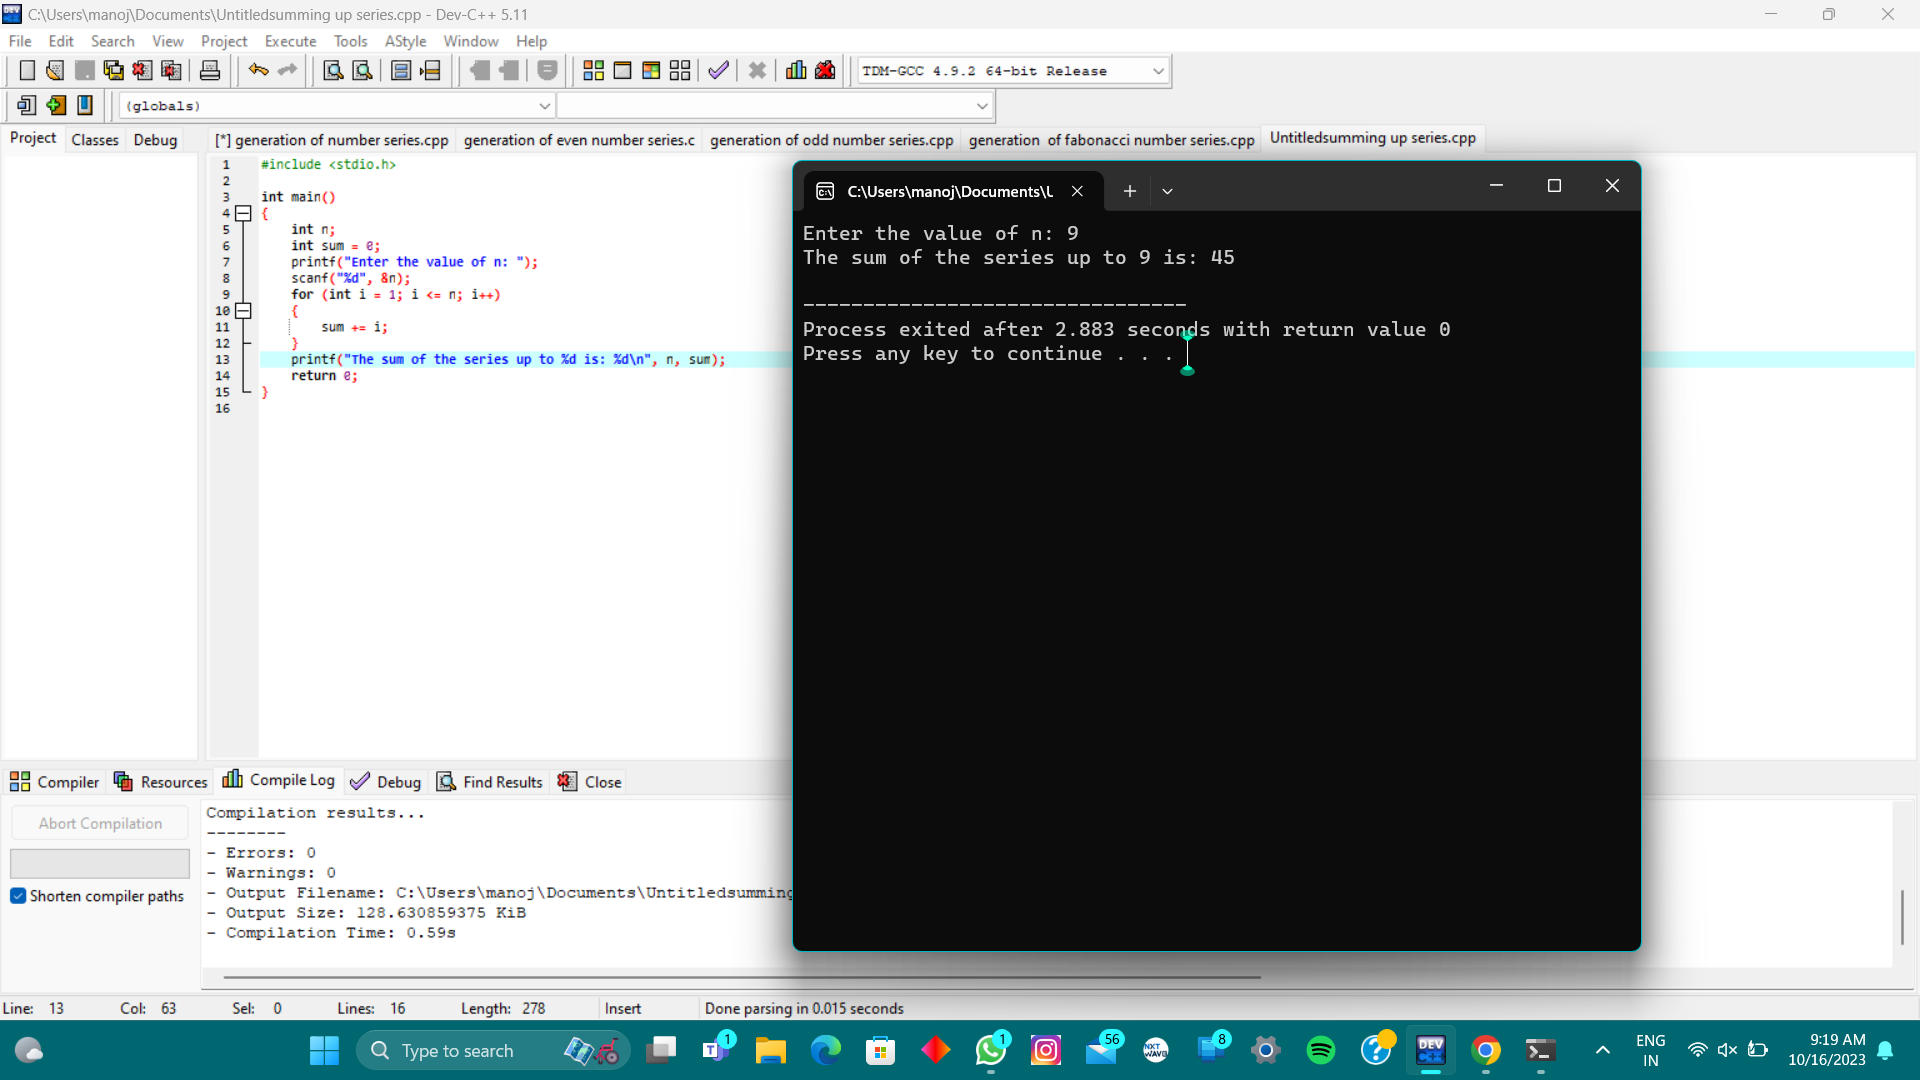 C:\Users\manoj\Documents\Untitledsumming up series.cpp - Dev-C++ 5.11
File Edit Search View Project Execute Tools AStyle Window Help
TDM-GCC 4.9.2 64-bit Release
(globals)
Project Classes Debug
[*] generation of number series.cpp generation of even number series.c generation of odd number series.cpp generation of fabonacci number series.cpp Untitledsumming up series.cpp
1 #include <stdio.h>
2
3 int main()
4 {
5 int n;
6 int sum = 0;
7 printf("Enter the value of n: ");
8 scanf("%d", &n);
9 for (int i = 1; i <= n; i++)
10 {
11 sum += i;
12 }
13 printf("The sum of the series up to %d is: %d\n", n, sum);
14 return 0;
15 }
16
C:\Users\manoj\Documents\U
Enter the value of n: 9
The sum of the series up to 9 is: 45
--------------------------------
Process exited after 2.883 seconds with return value 0
Press any key to continue . . .
Compiler Resources Compile Log Debug Find Results Close
Abort Compilation
Shorten compiler paths
Compilation results...
--------
- Errors: 0
- Warnings: 0
- Output Filename: C:\Users\manoj\Documents\Untitledsumming
- Output Size: 128.630859375 KiB
- Compilation Time: 0.59s
Line: 13 Col: 63 Sel: 0 Lines: 16 Length: 278 Insert Done parsing in 0.015 seconds
Type to search
1
1
56
NXT WAVE
8
DEV C++
ENG
IN
9:19 AM
10/16/2023